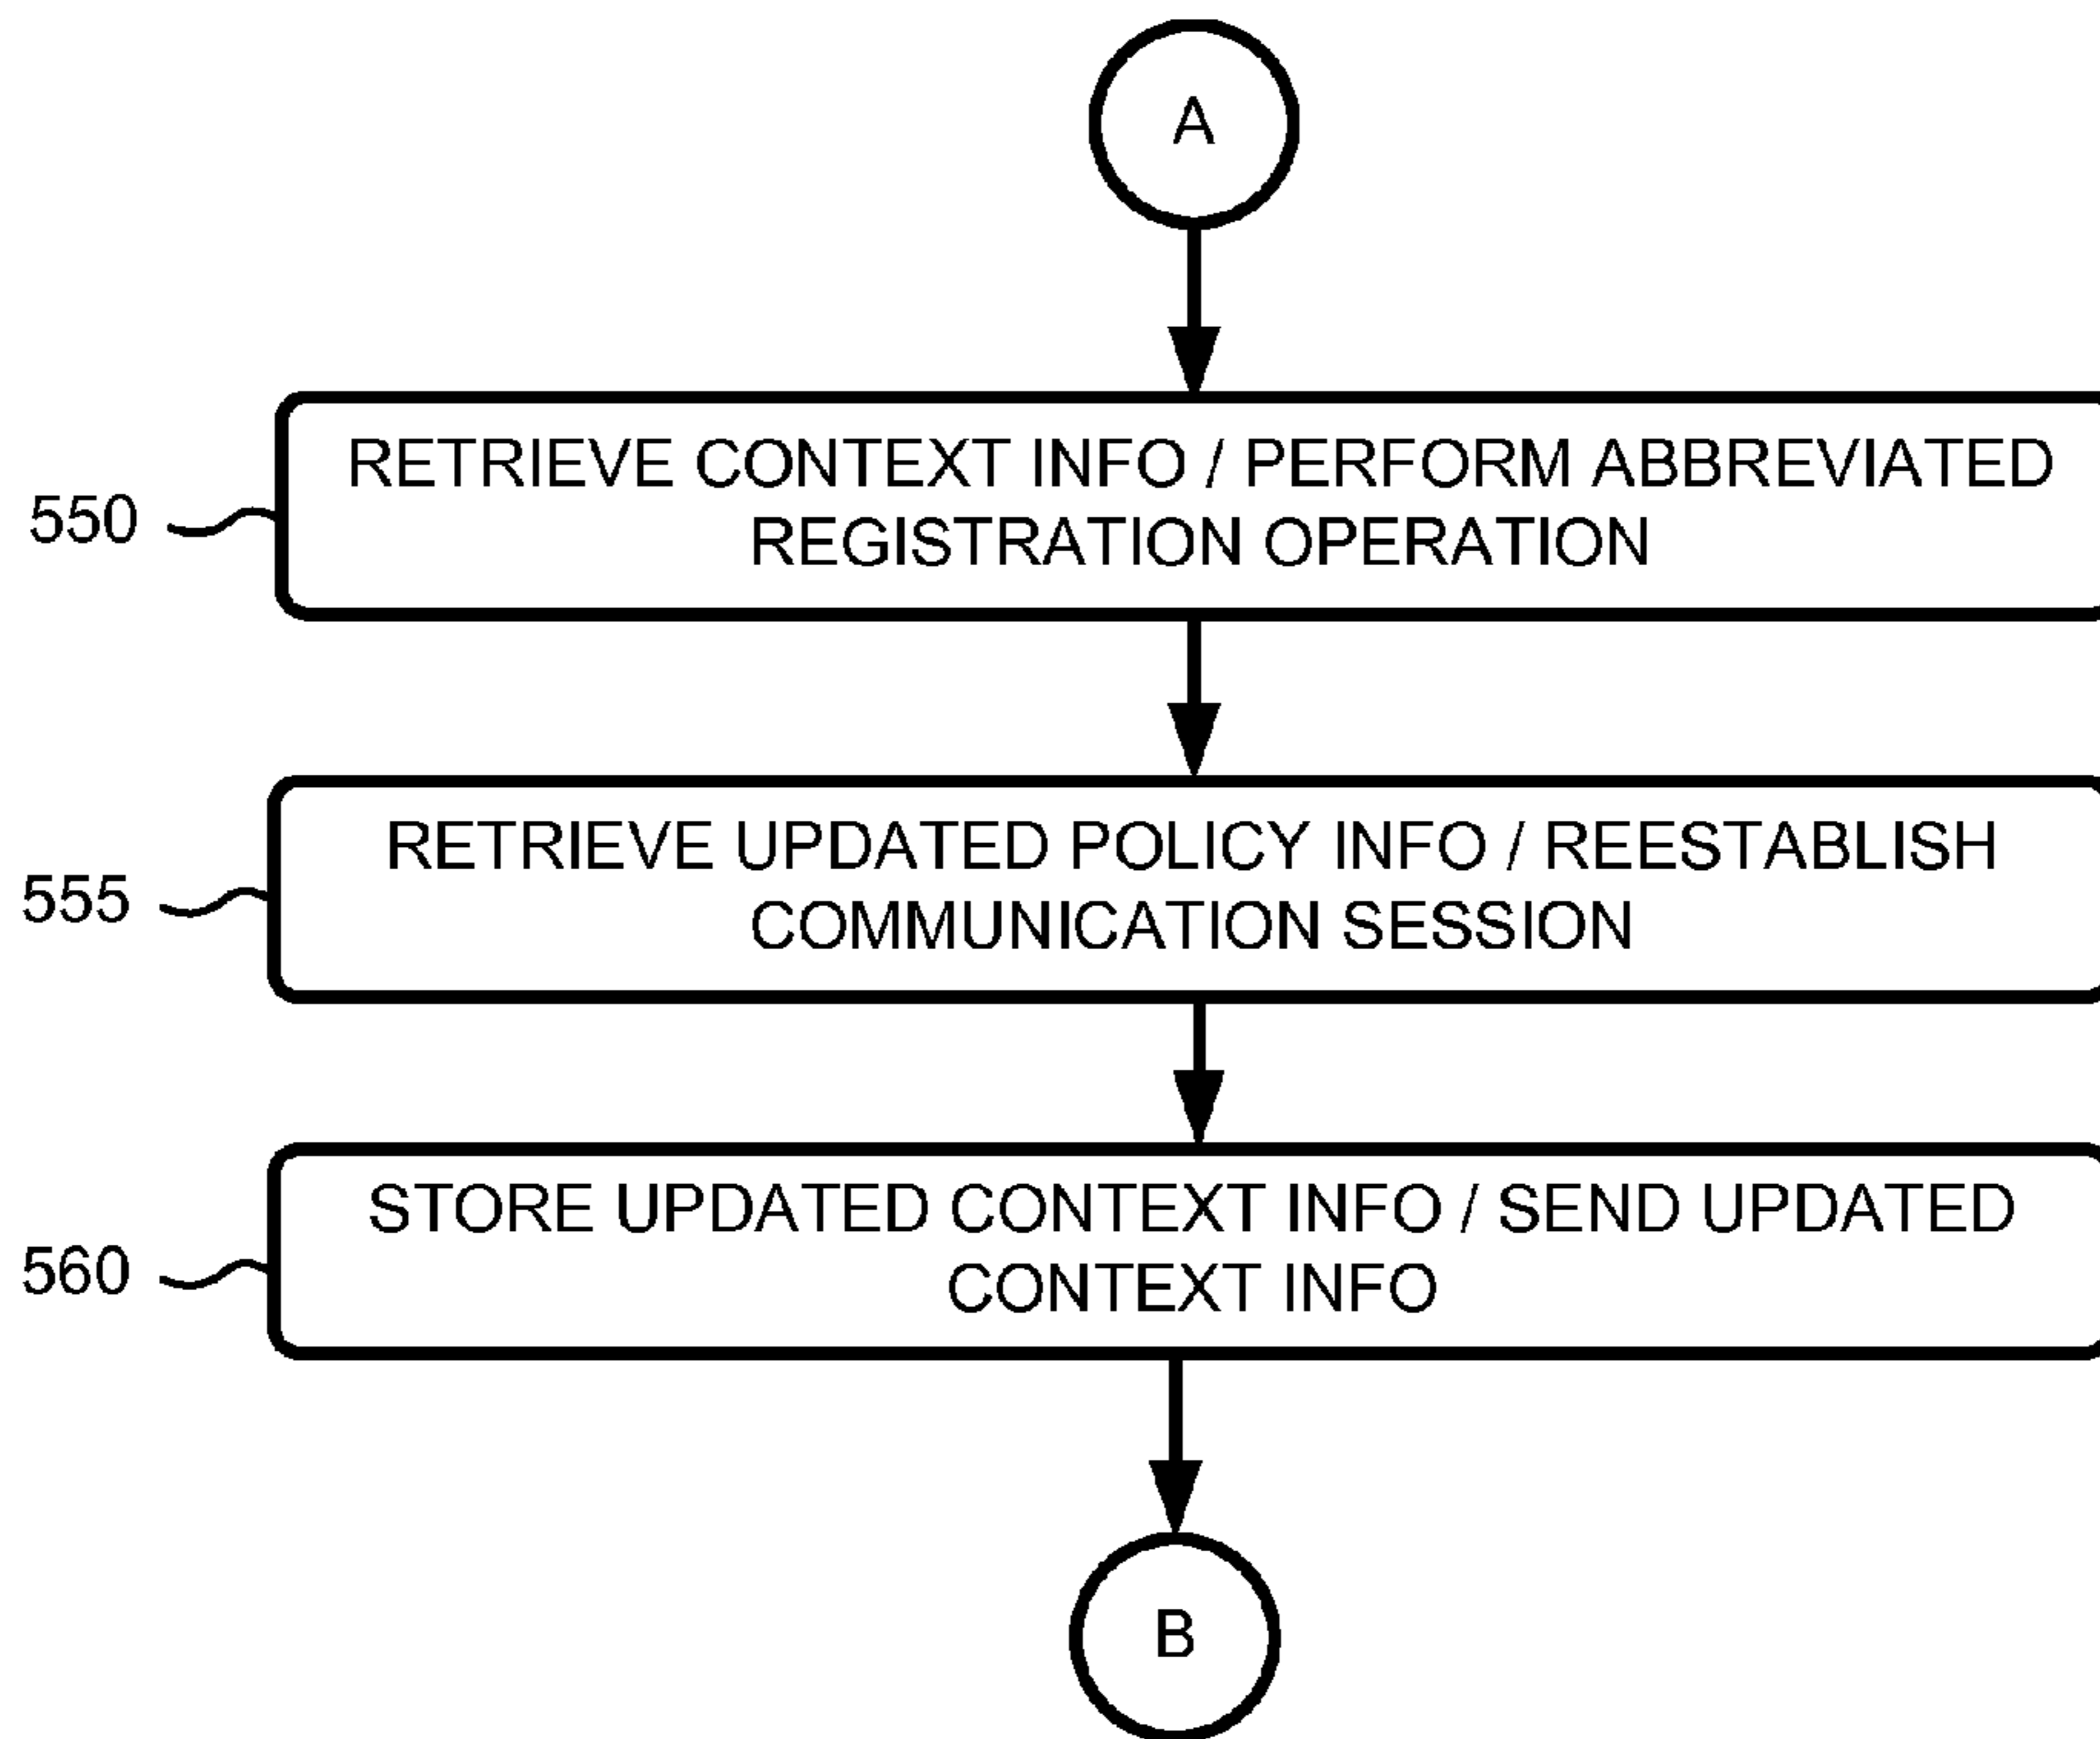 A
RETRIEVE CONTEXT INFO / PERFORM ABBREVIATED
REGISTRATION OPERATION
550
RETRIEVE UPDATED POLICY INFO / REESTABLISH
COMMUNICATION SESSION
555
STORE UPDATED CONTEXT INFO / SEND UPDATED
CONTEXT INFO
560
B